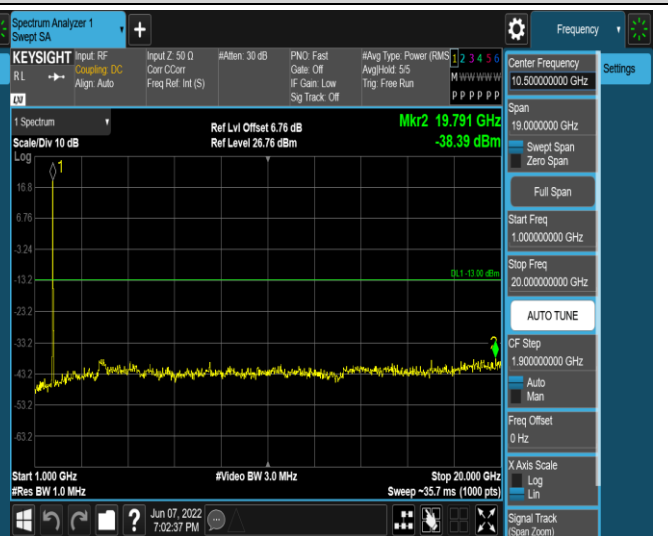 Spectrum Analyzer 1
Swept SA
+
Frequency
KEYSIGHT
RL
LXI
Input: RF
Coupling: DC
Align: Auto
Input Z: 50 Ω
Corr CCorr
Freq Ref: Int (S)
#Atten: 30 dB
PNO: Fast
Gate: Off
IF Gain: Low
Sig Track: Off
#Avg Type: Power (RMS
Avg|Hold: 5/5
Trig: Free Run
1 2 3 4 5 6
M W W W W W
P P P P P P
Settings
Center Frequency
10.500000000 GHz
Span
19.0000000 GHz
Swept Span
Zero Span
Full Span
Start Freq
1.000000000 GHz
Stop Freq
20.000000000 GHz
AUTO TUNE
CF Step
1.900000000 GHz
Auto
Man
Freq Offset
0 Hz
X Axis Scale
Log
Lin
Signal Track
(Span Zoom)
1 Spectrum
Scale/Div 10 dB
Log
Ref Lvl Offset 6.76 dB
Ref Level 26.76 dBm
Mkr2 19.791 GHz
-38.39 dBm
1
16.8
6.76
-3.24
-13.2
DL1 -13.00 dBm
-23.2
-33.2
2
-43.2
-53.2
-63.2
Start 1.000 GHz
#Res BW 1.0 MHz
#Video BW 3.0 MHz
Stop 20.000 GHz
Sweep ~35.7 ms (1000 pts)
?
Jun 07, 2022
7:02:37 PM